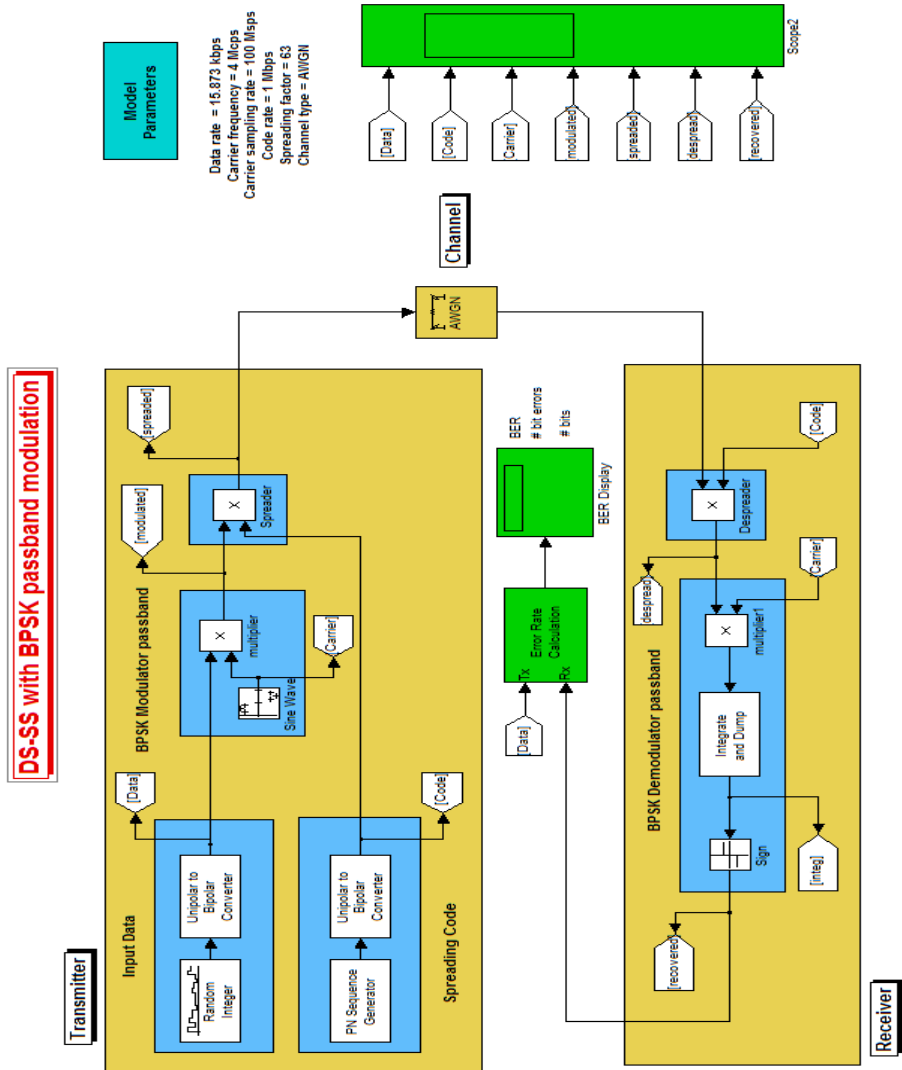 DS-SS with BPSK passband modulation
Transmitter
Input Data
Random
Integer
Unipolar to
Bipolar
Converter
[Data]
BPSK Modulator passband
Sine Wave
multiplier
[Carrier]
[modulated]
Spreader
[spreaded]
Spreading Code
PN Sequence
Generator
Unipolar to
Bipolar
Converter
[Code]
AWGN
Channel
Model
Parameters
Data rate = 15.873 kbps
Carrier frequency = 4 Mcps
Carrier sampling rate = 100 Msps
Code rate = 1 Mbps
Spreading factor = 63
Channel type = AWGN
[Data]
[Code]
[Carrier]
[modulated]
[spreaded]
[despread]
[recovered]
Scope2
[Data]
Tx
Rx
Error Rate
Calculation
BER
# bit errors
# bits
BER Display
Receiver
BPSK Demodulator passband
[recovered]
Sign
[integ]
Integrate
and Dump
multiplier1
[Carrier]
[despread]
Despreader
[Code]